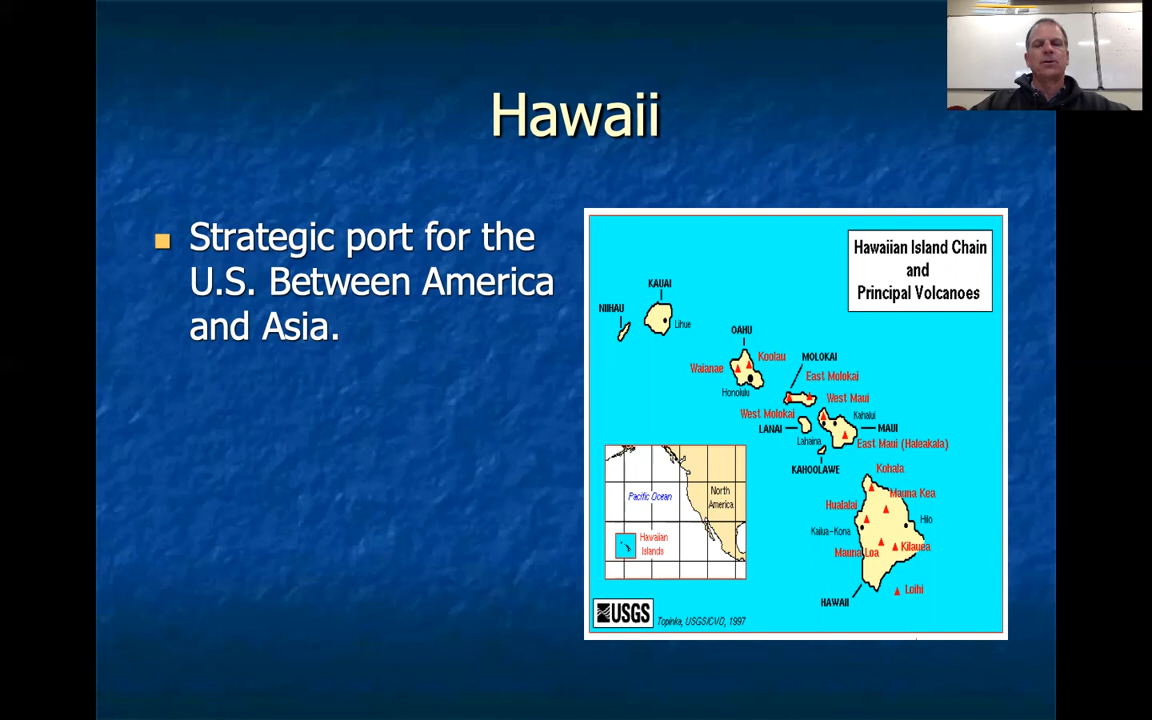 Hawaii
Strategic port for the
U.S. Between America
and Asia.
Hawaiian Island Chain
and
Principal Volcanoes
KAUAI
NIIHAU
Lihue
OAHU
Koolau
MOLOKAI
Waianae
East Molokai
Honolulu
West Maui
West Molokai
Kahului
LANAI
MAUI
Lahaina
East Maui (Haleakala)
KAHOOLAWE
Kohala
Mauna Kea
Hualalai
Hilo
Kailua-Kona
Kilauea
Mauna Loa
Loihi
HAWAII
North
America
Pacific Ocean
Hawaiian
Islands
USGS
Topinka, USGS/CVO, 1997